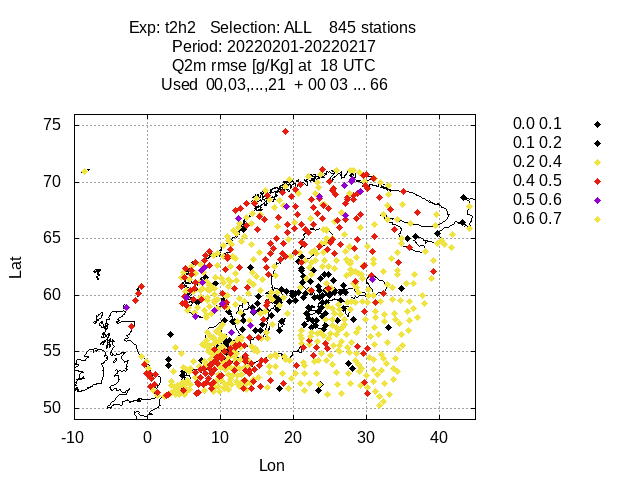 Exp: t2h2 Selection: ALL 845 stations
Period: 20220201-20220217
Q2m rmse [g/Kg] at 18 UTC
Used 00,03,...,21 + 00 03 ... 66
75
70
65
60
55
50
Lat
-10 0 10 20 30 40
Lon
0.0 0.1
0.1 0.2
0.2 0.4
0.4 0.5
0.5 0.6
0.6 0.7